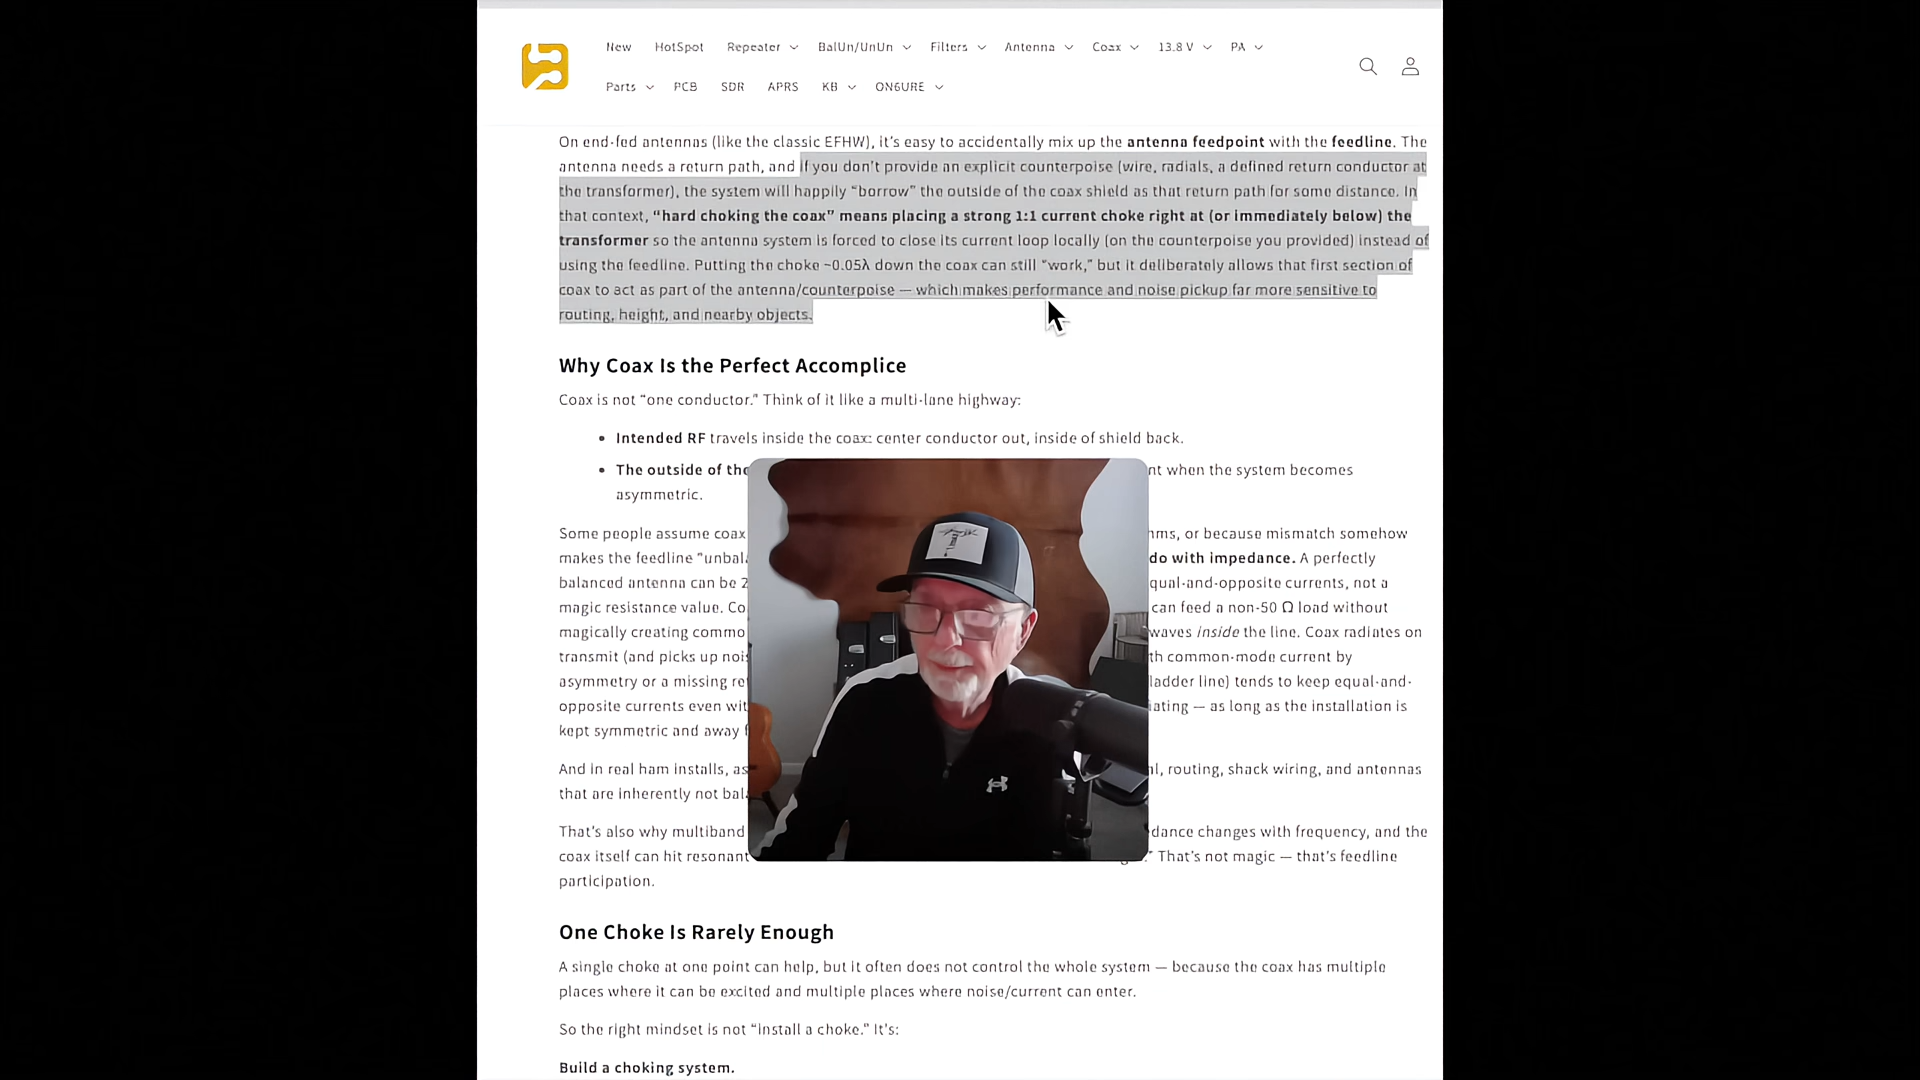 New HotSpot Repeater BalUn/UnUn Filters Antenna Coax 13.8 V PA
Parts PCB SDR APRS KB ON6URE
On end-fed antennas (like the classic EFHW), it's easy to accidentally mix up the antenna feedpoint with the feedline. The
antenna needs a return path, and if you don't provide an explicit counterpoise (wire, radials, a defined return conductor at
the transformer), the system will happily “borrow” the outside of the coax shield as that return path for some distance. In
that context, “hard choking the coax” means placing a strong 1:1 current choke right at (or immediately below) the
transformer so the antenna system is forced to close its current loop locally (on the counterpoise you provided) instead of
using the feedline. Putting the choke ~0.05λ down the coax can still “work,” but it deliberately allows that first section of
coax to act as part of the antenna/counterpoise — which makes performance and noise pickup far more sensitive to
routing, height, and nearby objects.
Why Coax Is the Perfect Accomplice
Coax is not “one conductor.” Think of it like a multi-lane highway:
Intended RF travels inside the coax: center conductor out, inside of shield back.
The outside of the nt when the system becomes
asymmetric.
Some people assume coax hms, or because mismatch somehow
makes the feedline “unbal do with impedance. A perfectly
balanced antenna can be 2 qual-and-opposite currents, not a
magic resistance value. Co can feed a non-50 Ω load without
magically creating commo waves inside the line. Coax radiates on
transmit (and picks up noi th common-mode current by
asymmetry or a missing re ladder line) tends to keep equal-and-
opposite currents even wit ating — as long as the installation is
kept symmetric and away f
And in real ham installs, as l, routing, shack wiring, and antennas
that are inherently not bal
That's also why multiband dance changes with frequency, and the
coax itself can hit resonant .” That's not magic — that's feedline
participation.
One Choke Is Rarely Enough
A single choke at one point can help, but it often does not control the whole system — because the coax has multiple
places where it can be excited and multiple places where noise/current can enter.
So the right mindset is not “install a choke.” It's:
Build a choking system.